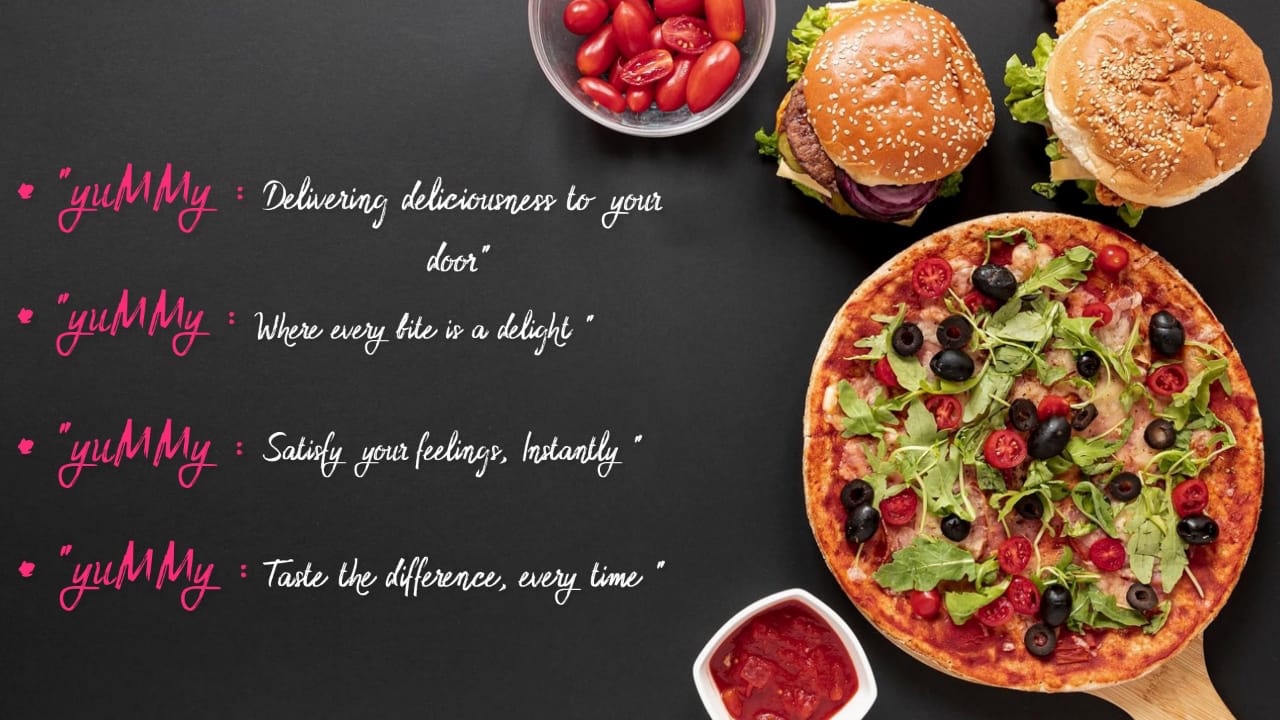 • "yuMMy : Delivering deliciousness to your
door"
• "yuMMy : Where every bite is a delight "
• "yuMMy : Satisfy your feelings, Instantly "
• "yuMMy : Taste the difference, every time "